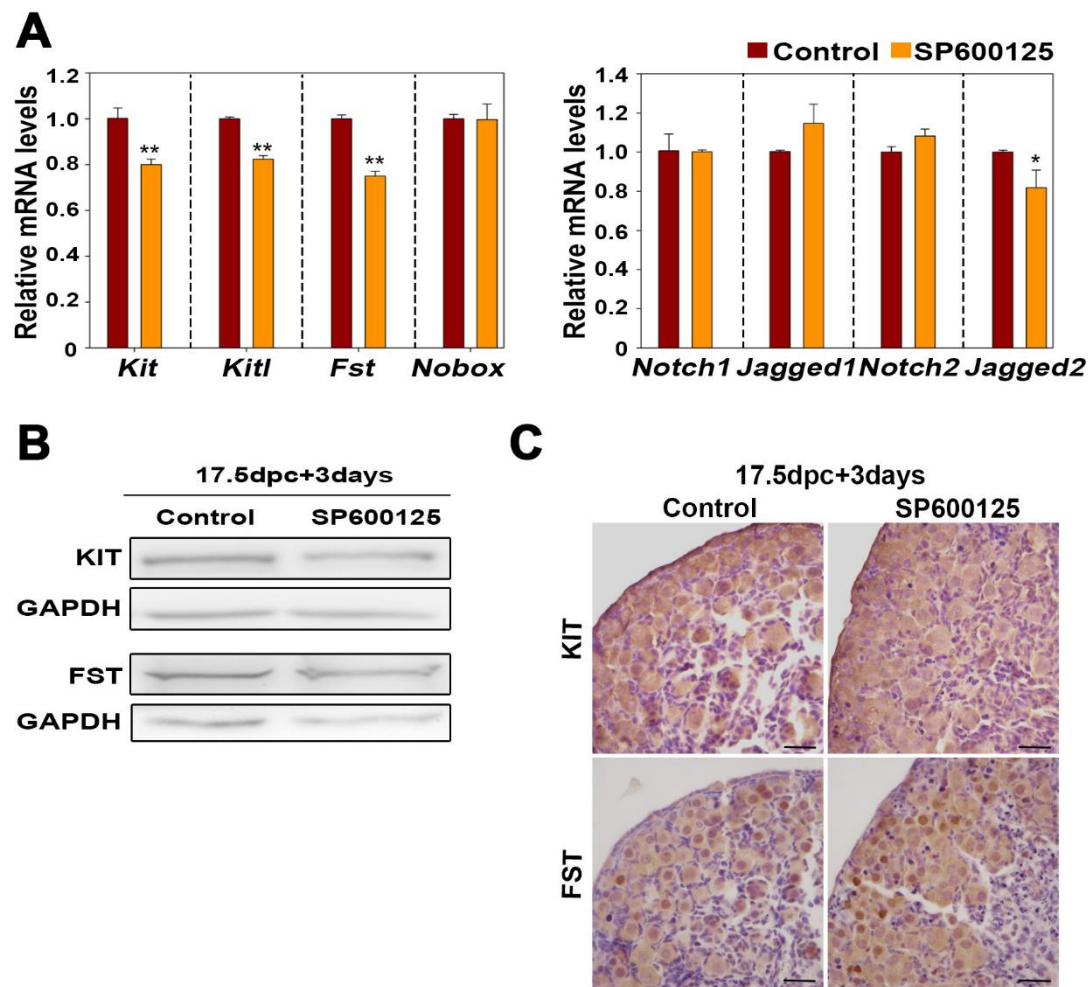 A
Control SP600125
Relative mRNA levels
1.2
1.0
0.8
0.6
0.4
0.2
0
** ** **
Kit Kitl Fst Nobox
Relative mRNA levels
1.4
1.2
1.0
0.8
0.6
0.4
0.2
0
*
Notch1 Jagged1 Notch2 Jagged2
B
17.5dpc+3days
Control SP600125
KIT
GAPDH
FST
GAPDH
C
17.5dpc+3days
Control SP600125
KIT
FST